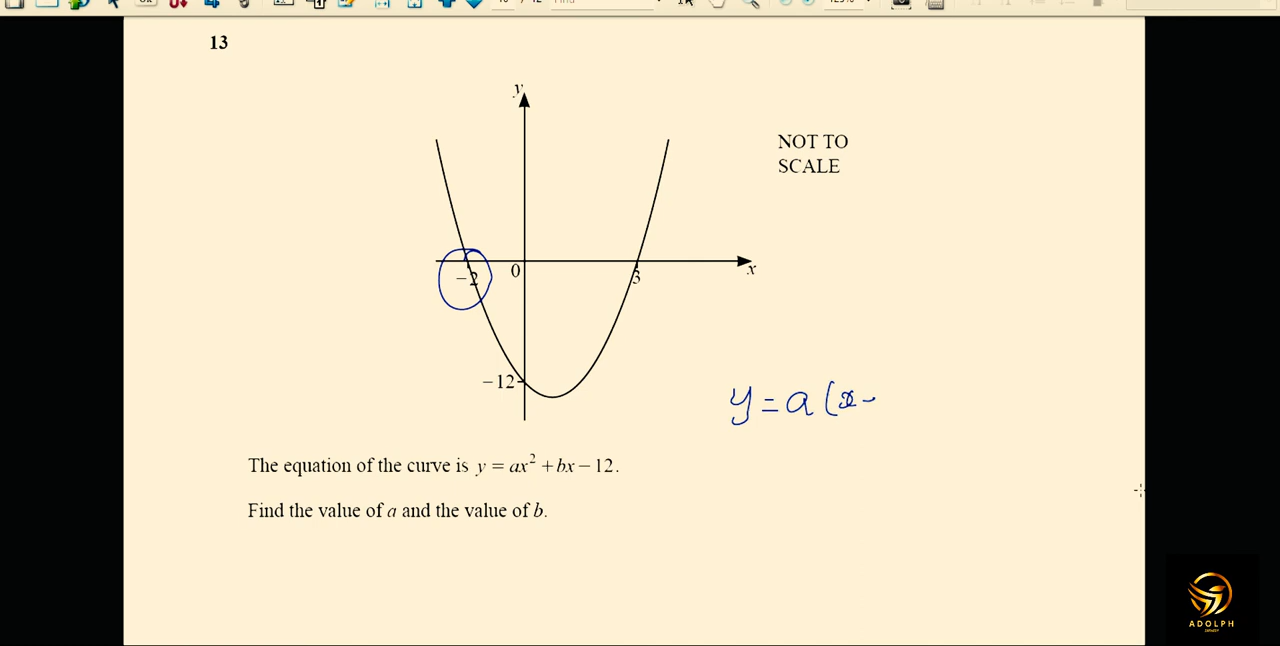 13
y
NOT TO
SCALE
-2
0
3
x
-12
y = a (x -
The equation of the curve is y = ax² + bx − 12.
Find the value of a and the value of b.
ADOLPH